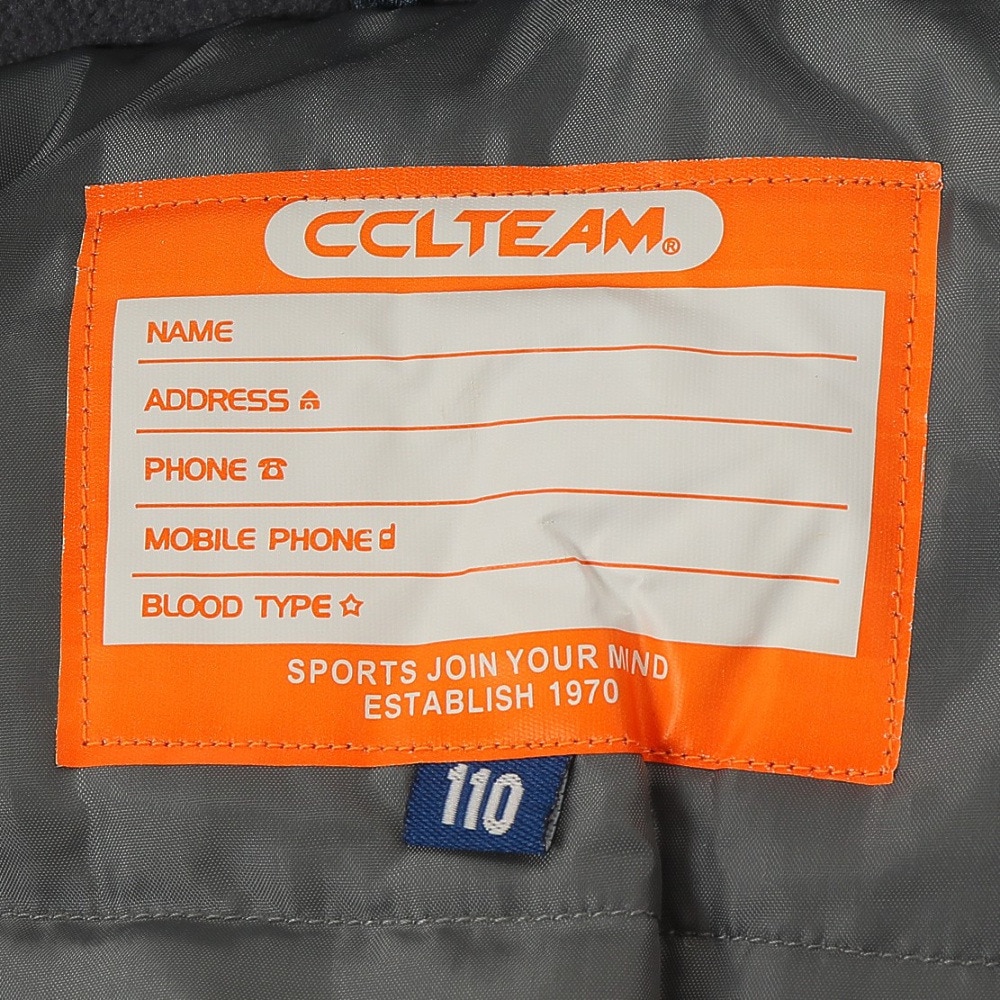 CCLTEAM®
NAME
ADDRESS
PHONE
MOBILE PHONE
BLOOD TYPE
SPORTS JOIN YOUR MIND
ESTABLISH 1970
110